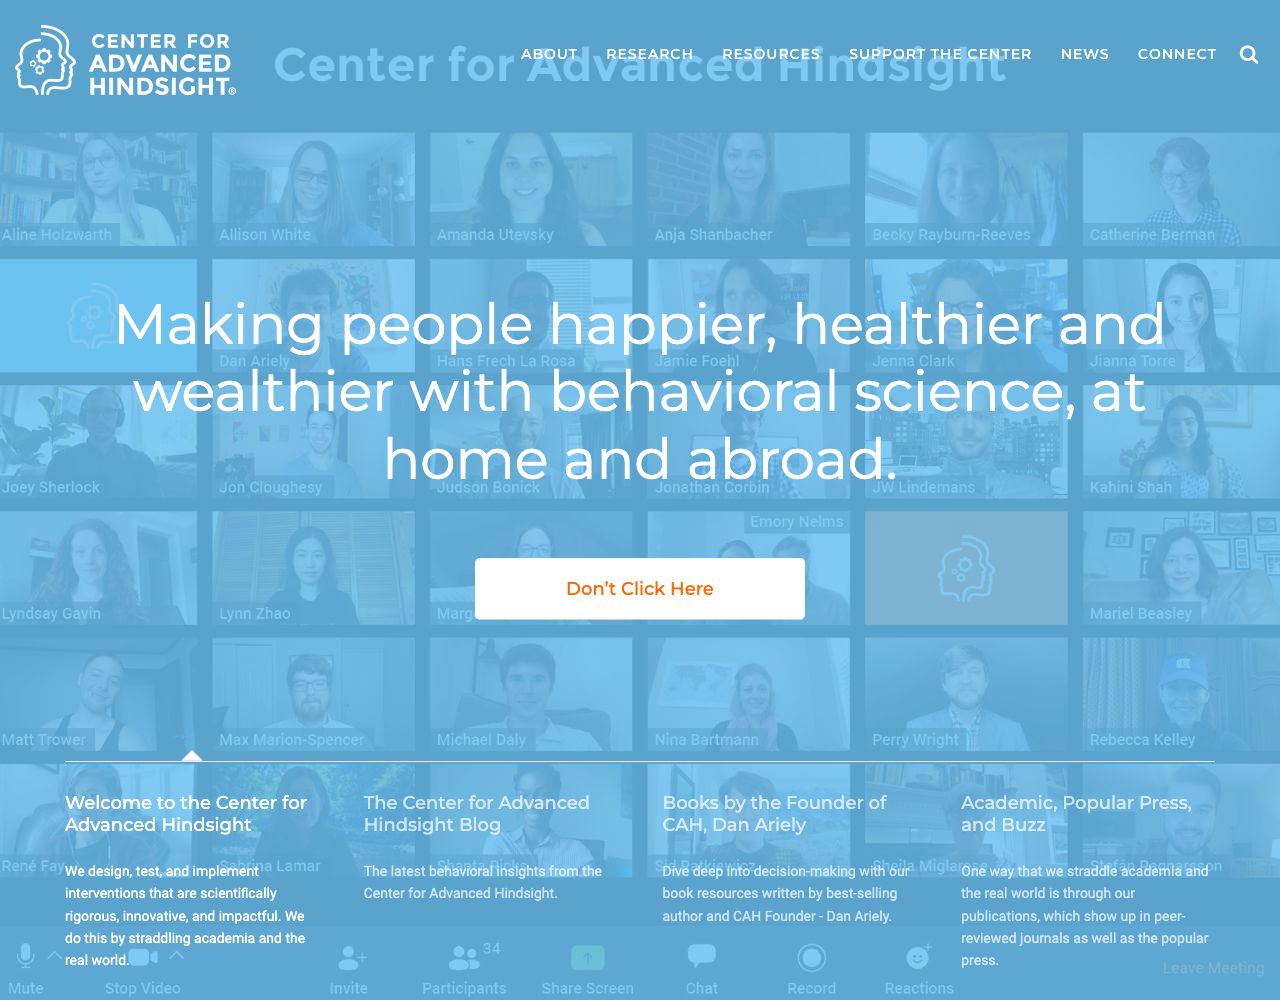 CENTER FOR
ADVANCED
HINDSIGHT®
Center for Advanced Hindsight
ABOUT RESEARCH RESOURCES SUPPORT THE CENTER NEWS CONNECT
Aline Holzwarth Allison White Amanda Utevsky Anja Shanbacher Becky Rayburn-Reeves Catherine Berman
Making people happier, healthier and
Dan Ariely Hans Frech La Rosa Jamie Foehl Jenna Clark Jianna Torre
wealthier with behavioral science, at
home and abroad.
Joey Sherlock Jon Cloughesy Judson Bonick Jonathan Corbin JW Lindemans Kahini Shah
Emory Nelms
Don't Click Here
Lyndsay Gavin Lynn Zhao Mariel Beasley
Matt Trower Max Marion-Spencer Michael Daly Nina Bartmann Perry Wright Rebecca Kelley
Welcome to the Center for
Advanced Hindsight
We design, test, and implement
interventions that are scientifically
rigorous, innovative, and impactful. We
do this by straddling academia and the
real world.
The Center for Advanced
Hindsight Blog
The latest behavioral insights from the
Center for Advanced Hindsight.
Books by the Founder of
CAH, Dan Ariely
Dive deep into decision-making with our
book resources written by best-selling
author and CAH Founder - Dan Ariely.
Academic, Popular Press,
and Buzz
One way that we straddle academia and
the real world is through our
publications, which show up in peer-
reviewed journals as well as the popular
press.
René Fay Sabrina Lamar Shanta Ricks Sid Ratkiewicz Sheila Miglarese Stefán Ragnarsson
34
Leave Meeting
Mute Stop Video Invite Participants Share Screen Chat Record Reactions